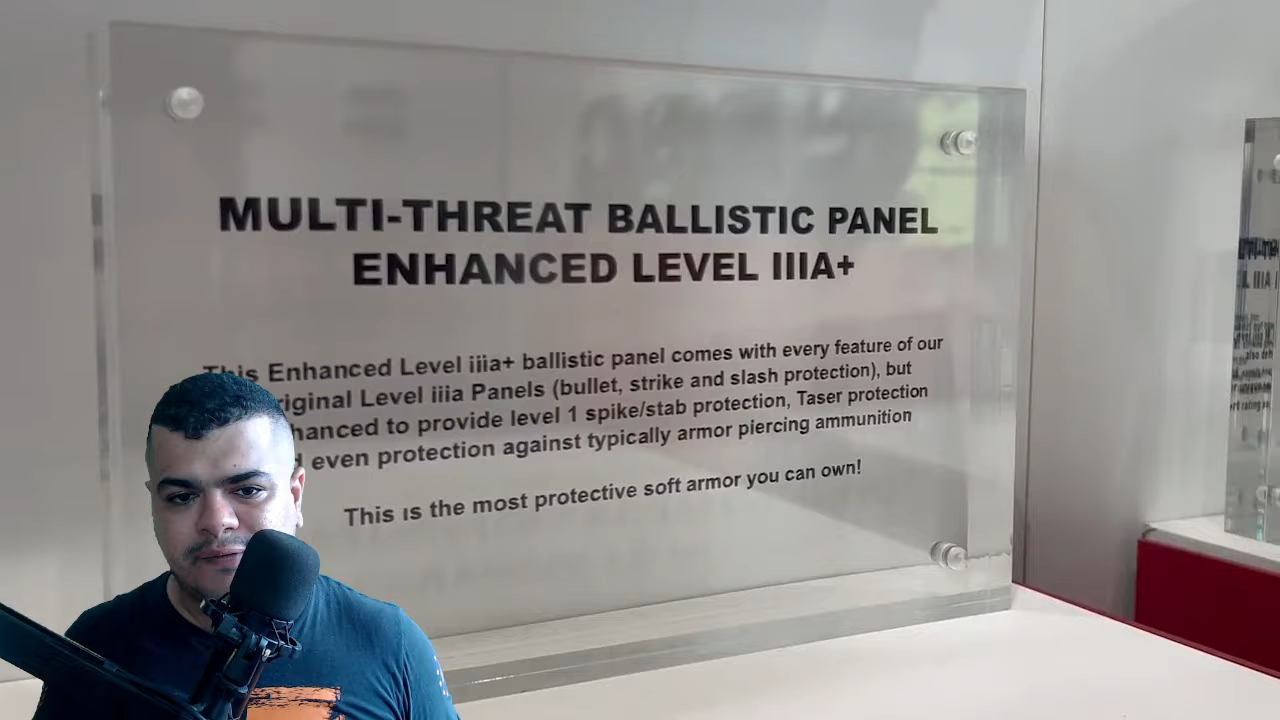 MULTI-THREAT BALLISTIC PANEL
ENHANCED LEVEL IIIA+
This Enhanced Level iiia+ ballistic panel comes with every feature of our
riginal Level iiia Panels (bullet, strike and slash protection), but
hanced to provide level 1 spike/stab protection, Taser protection
even protection against typically armor piercing ammunition
This is the most protective soft armor you can own!